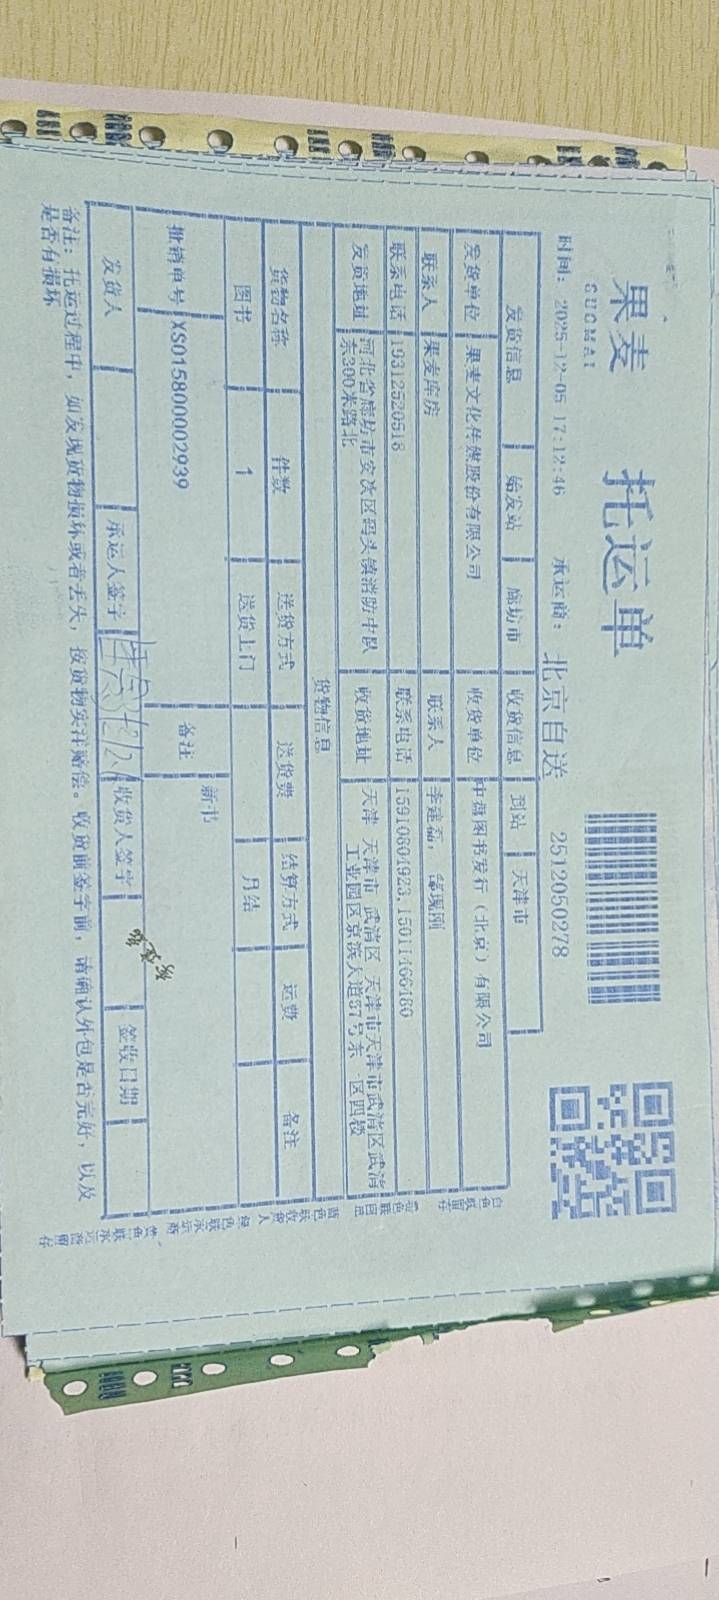 果麦
GUOMAI
托运单
时间: 2025-12-05 17:12:46 承运商: 北京自送 2512050278
发货信息 始发站 廊坊市 收货信息 到站 天津市
发货单位 果麦文化传媒股份有限公司 收货单位 中盘图书发行（北京）有限公司
联系人 果麦库房 联系人 李建磊,
联系电话 19312520518 联系电话 15910804923,15011466480
发货地址 河北省廊坊市安次区码头镇消防中队
东300米路北
收货地址 天津 天津市 武清区 天津市天津市武清区武清
工业园区京滨大道87号东一区四楼
货物信息
货物名称 件数 送货方式 送货费 结算方式 运费 备注
图书 1 送货上门 月结
批销单号 XS015800002939 备注 新书
发货人 承运人签字 收货人签字 签收日期
备注: 托运过程中, 如发现货物损坏或者丢失, 按货物实洋赔偿。收货前签字前, 请确认外包是否完好, 以及
是否有损坏